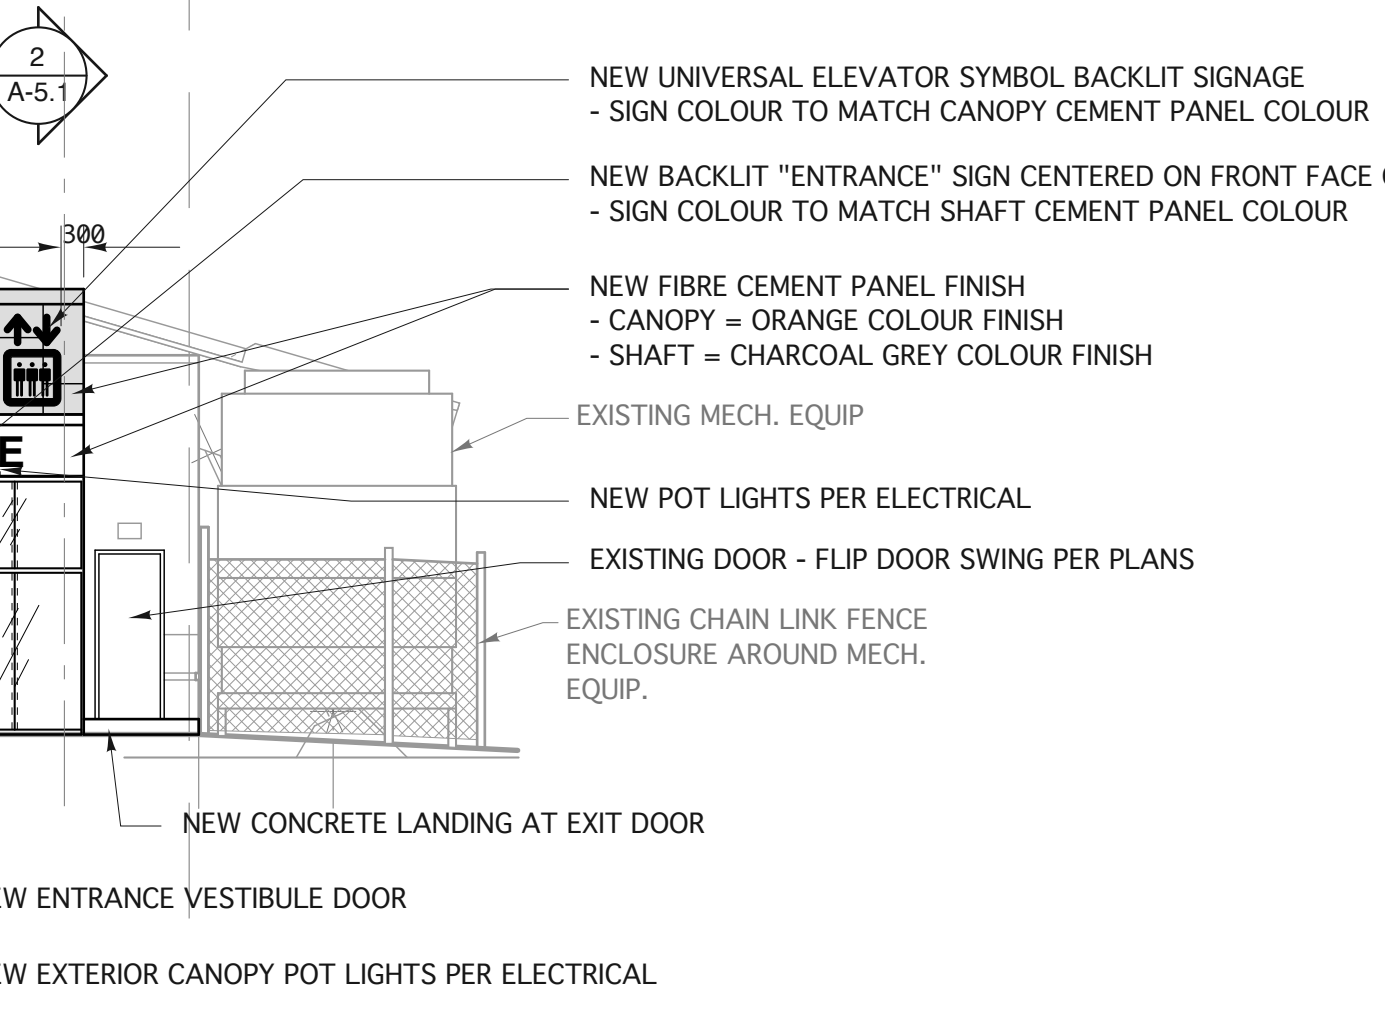 2
A-5.1
NEW UNIVERSAL ELEVATOR SYMBOL BACKLIT SIGNAGE
- SIGN COLOUR TO MATCH CANOPY CEMENT PANEL COLOUR
NEW BACKLIT "ENTRANCE" SIGN CENTERED ON FRONT FACE
- SIGN COLOUR TO MATCH SHAFT CEMENT PANEL COLOUR
300
NEW FIBRE CEMENT PANEL FINISH
- CANOPY = ORANGE COLOUR FINISH
- SHAFT = CHARCOAL GREY COLOUR FINISH
EXISTING MECH. EQUIP
E
NEW POT LIGHTS PER ELECTRICAL
EXISTING DOOR - FLIP DOOR SWING PER PLANS
EXISTING CHAIN LINK FENCE
ENCLOSURE AROUND MECH.
EQUIP.
NEW CONCRETE LANDING AT EXIT DOOR
EW ENTRANCE VESTIBULE DOOR
EW EXTERIOR CANOPY POT LIGHTS PER ELECTRICAL